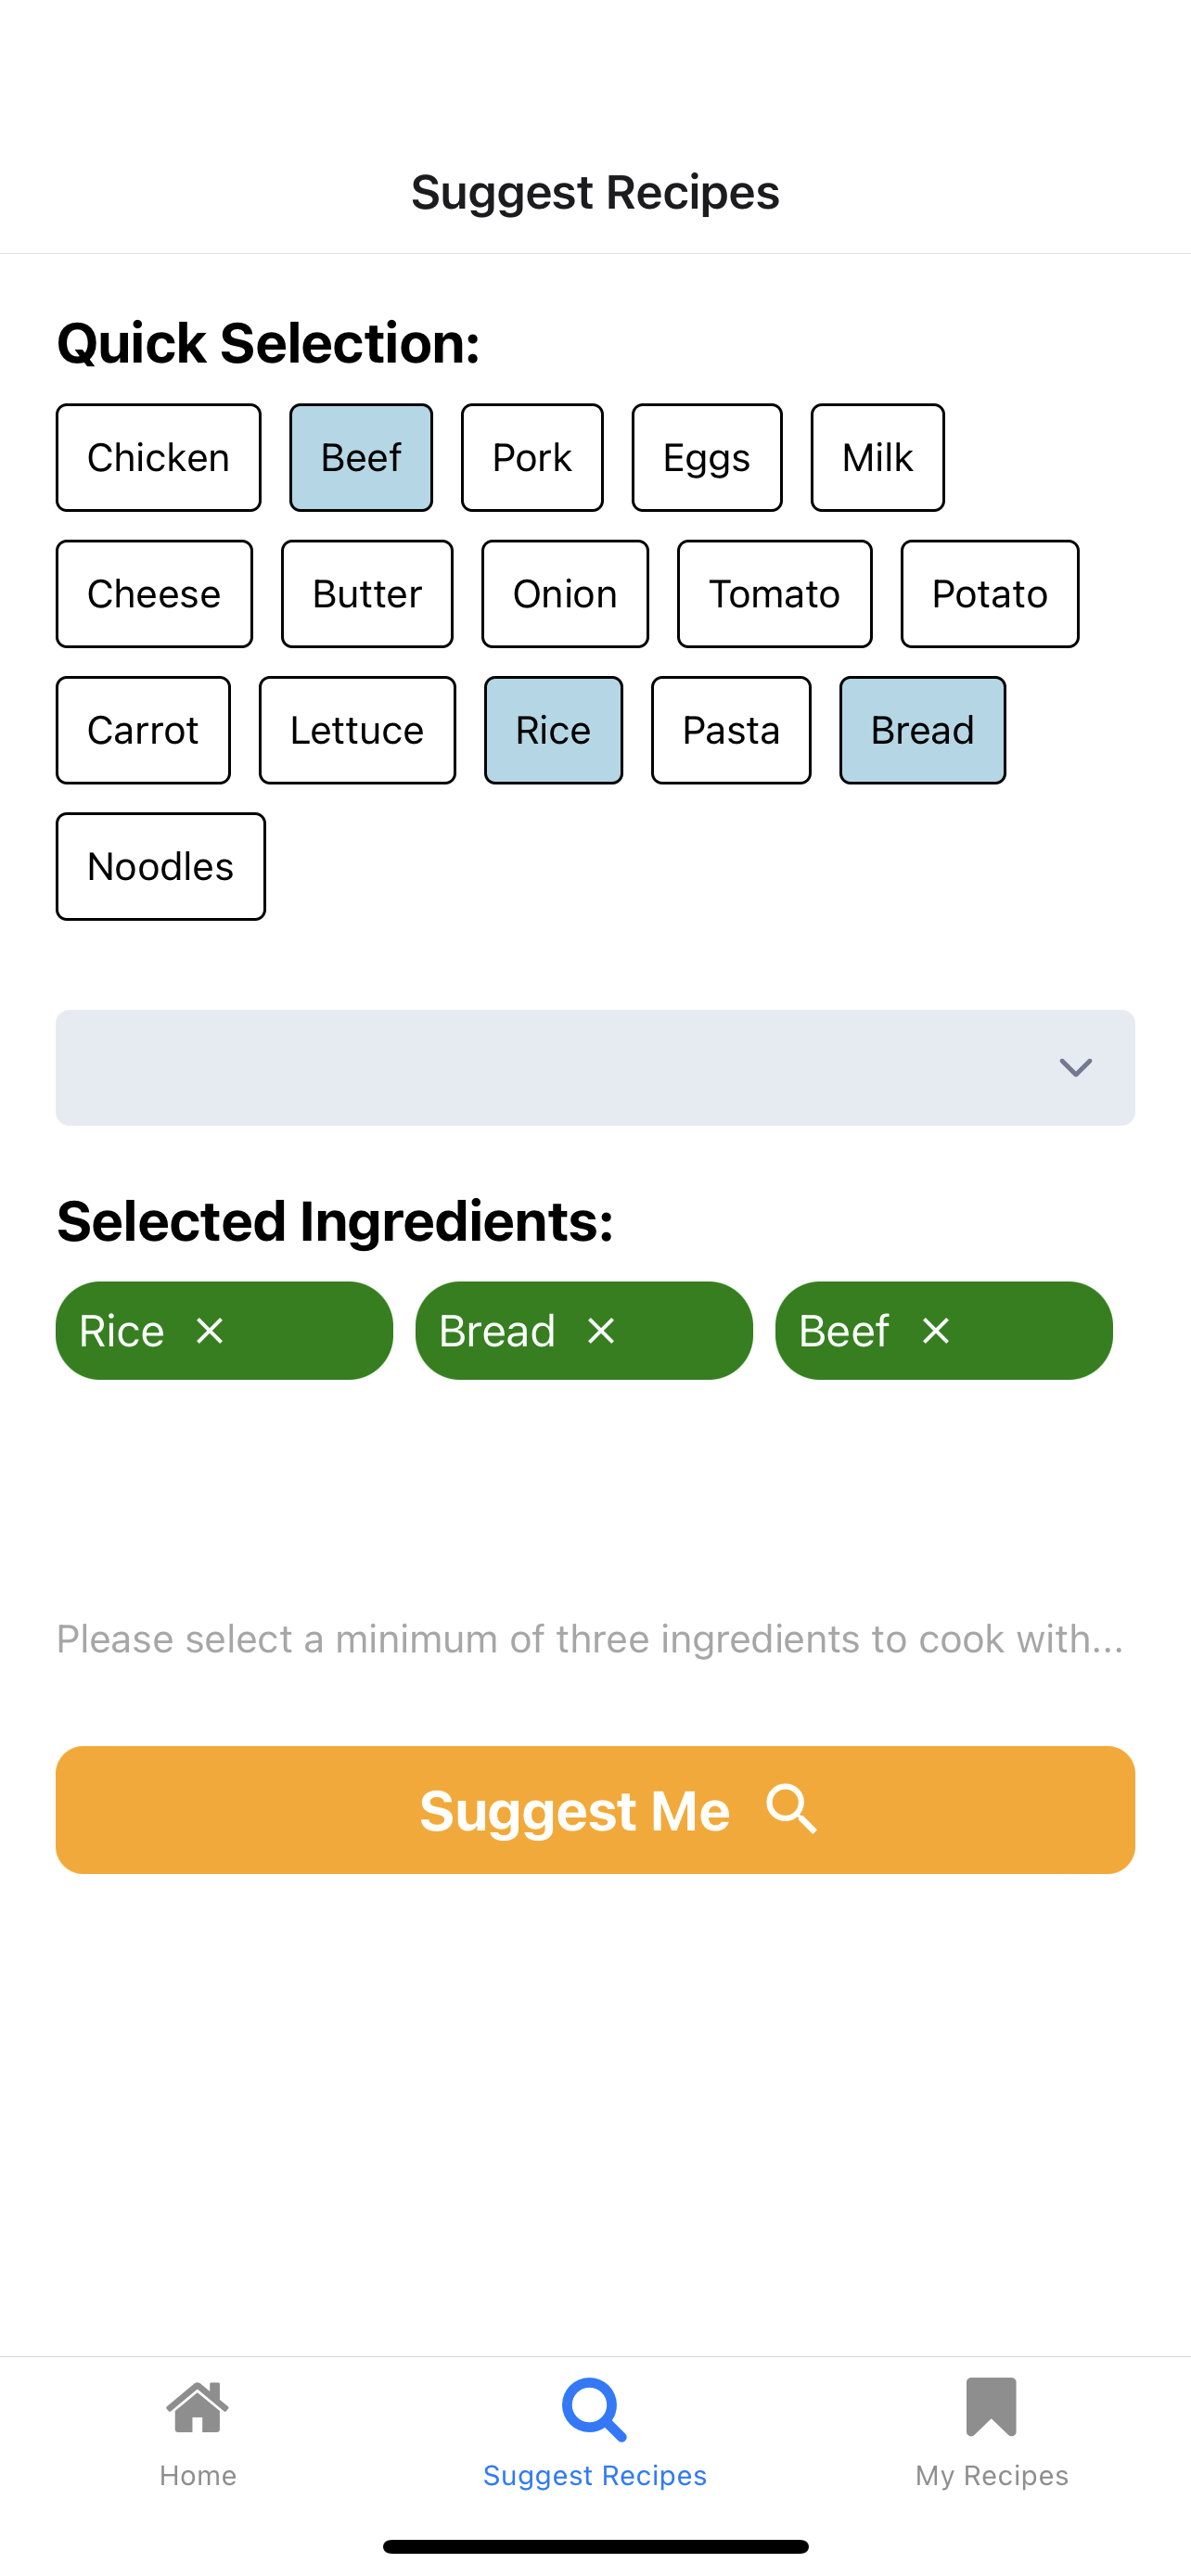 Suggest Recipes
Quick Selection:
Chicken Beef Pork Eggs Milk
Cheese Butter Onion Tomato Potato
Carrot Lettuce Rice Pasta Bread
Noodles
Selected Ingredients:
Rice × Bread × Beef ×
Please select a minimum of three ingredients to cook with...
Suggest Me
Home Suggest Recipes My Recipes